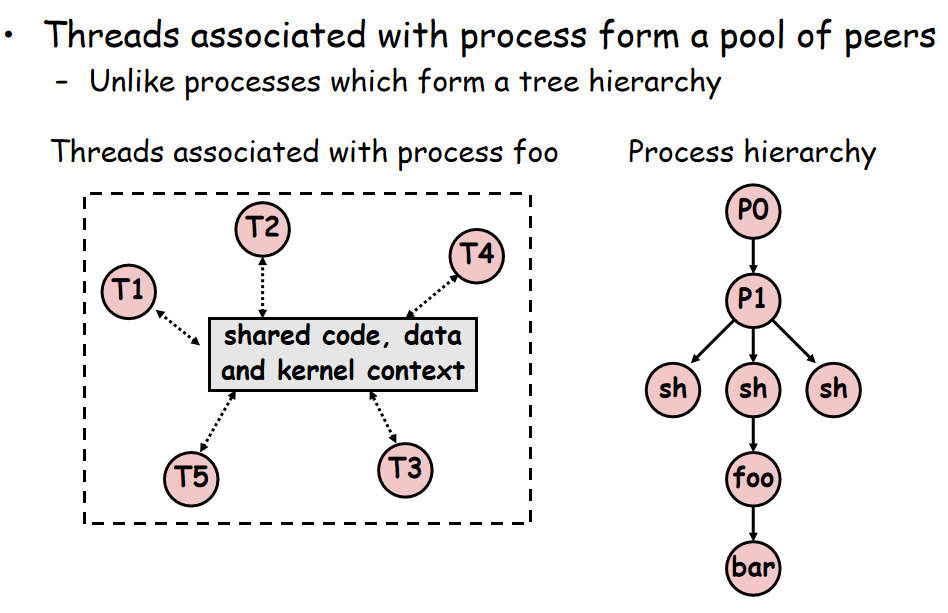 • Threads associated with process form a pool of peers
– Unlike processes which form a tree hierarchy
Threads associated with process foo
Process hierarchy
T2
T4
T1
shared code, data
and kernel context
T5
T3
P0
P1
sh
sh
sh
foo
bar